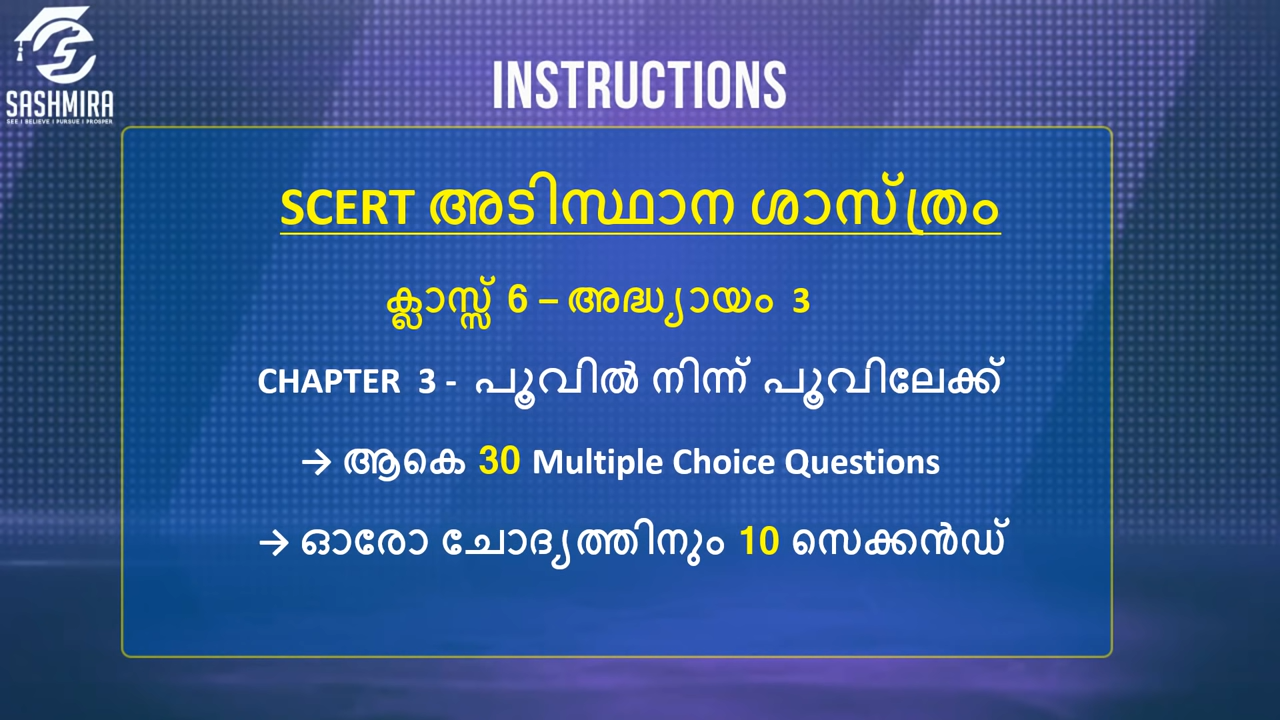 SASHMIRA
SEE I BELIEVE I PURSUE I PROSPER
INSTRUCTIONS
SCERT അടിസ്ഥാന ശാസ്ത്രം
ക്ലാസ്സ് 6 – അദ്ധ്യായം 3
CHAPTER 3 - പൂവിൽ നിന്ന് പൂവിലേക്ക്
→ ആകെ 30 Multiple Choice Questions
→ ഓരോ ചോദ്യത്തിനും 10 സെക്കൻഡ്